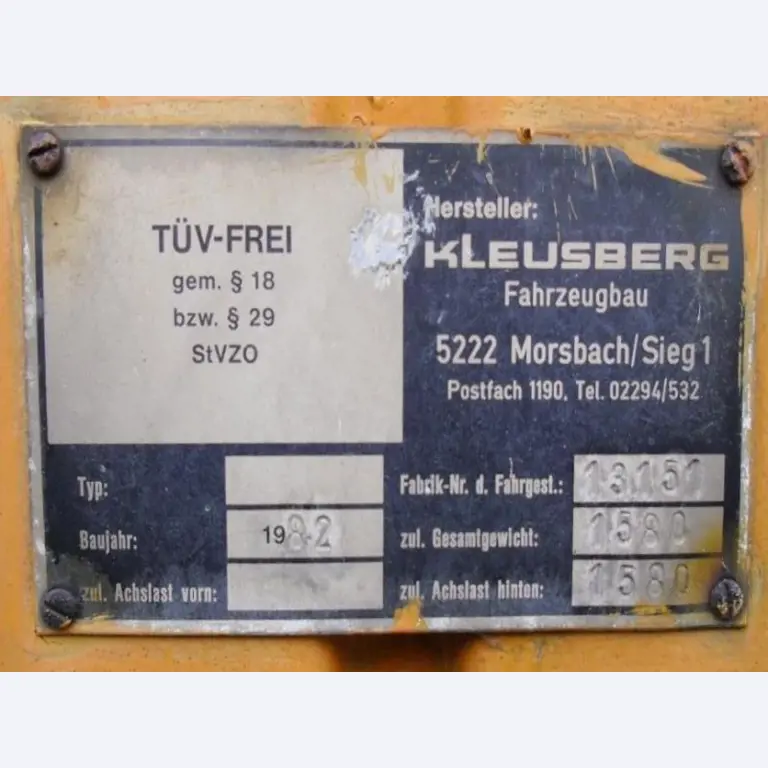 TÜV-FREI
gem. § 18
bzw. § 29
StVZO
Hersteller:
KLEUSBERG
Fahrzeugbau
5222 Morsbach/Sieg 1
Postfach 1190, Tel. 02294/532
Typ:
Fabrik-Nr. d. Fahrgest.: 13151
Baujahr: 1982
zul. Gesamtgewicht: 1580
zul. Achslast vorn:
zul. Achslast hinten: 1580